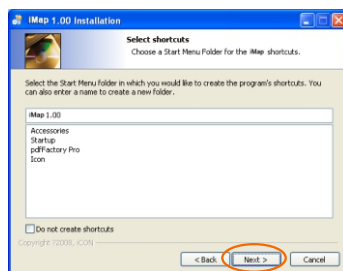 iMap 1.00 Installation
Select shortcuts
Choose a Start Menu Folder for the iMap shortcuts.
Select the Start Menu folder in which you would like to create the program's shortcuts. You
can also enter a name to create a new folder.
iMap 1.00
Accessories
Startup
pdfFactory Pro
Icon
Do not create shortcuts
Copyright ?2008, iCON
< Back
Next >
Cancel